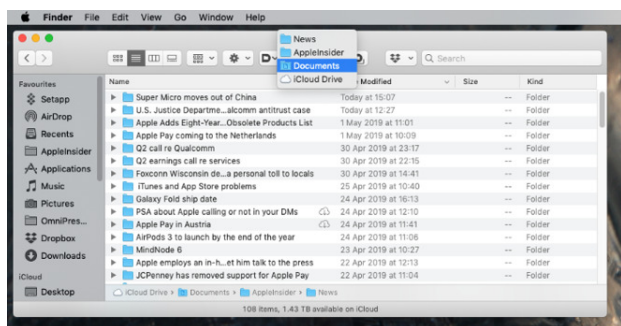 Finder File Edit View Go Window Help
News
AppleInsider
Documents
iCloud Drive
Search
Favourites
Setapp
AirDrop
Recents
AppleInsider
Applications
Music
Pictures
OmniPres...
Dropbox
Downloads
iCloud
Desktop
Name Modified Size Kind
Super Micro moves out of China Today at 15:07 -- Folder
U.S. Justice Departme...alcomm antitrust case Today at 12:27 -- Folder
Apple Adds Eight-Year...Obsolete Products List 1 May 2019 at 11:01 -- Folder
Apple Pay coming to the Netherlands 1 May 2019 at 10:09 -- Folder
Q2 call re Qualcomm 30 Apr 2019 at 23:17 -- Folder
Q2 earnings call re services 30 Apr 2019 at 22:15 -- Folder
Foxconn Wisconsin de...a personal toll to locals 30 Apr 2019 at 14:41 -- Folder
iTunes and App Store problems 25 Apr 2019 at 10:40 -- Folder
Galaxy Fold ship date 24 Apr 2019 at 16:13 -- Folder
PSA about Apple calling or not in your DMs 24 Apr 2019 at 12:10 -- Folder
Apple Pay in Austria 24 Apr 2019 at 11:41 -- Folder
AirPods 3 to launch by the end of the year 24 Apr 2019 at 11:06 -- Folder
MindNode 6 23 Apr 2019 at 10:27 -- Folder
Apple employs an in-h...et him talk to the press 22 Apr 2019 at 12:13 -- Folder
JCPenney has removed support for Apple Pay 22 Apr 2019 at 11:04 -- Folder
iCloud Drive Documents AppleInsider News
108 items, 1.43 TB available on iCloud